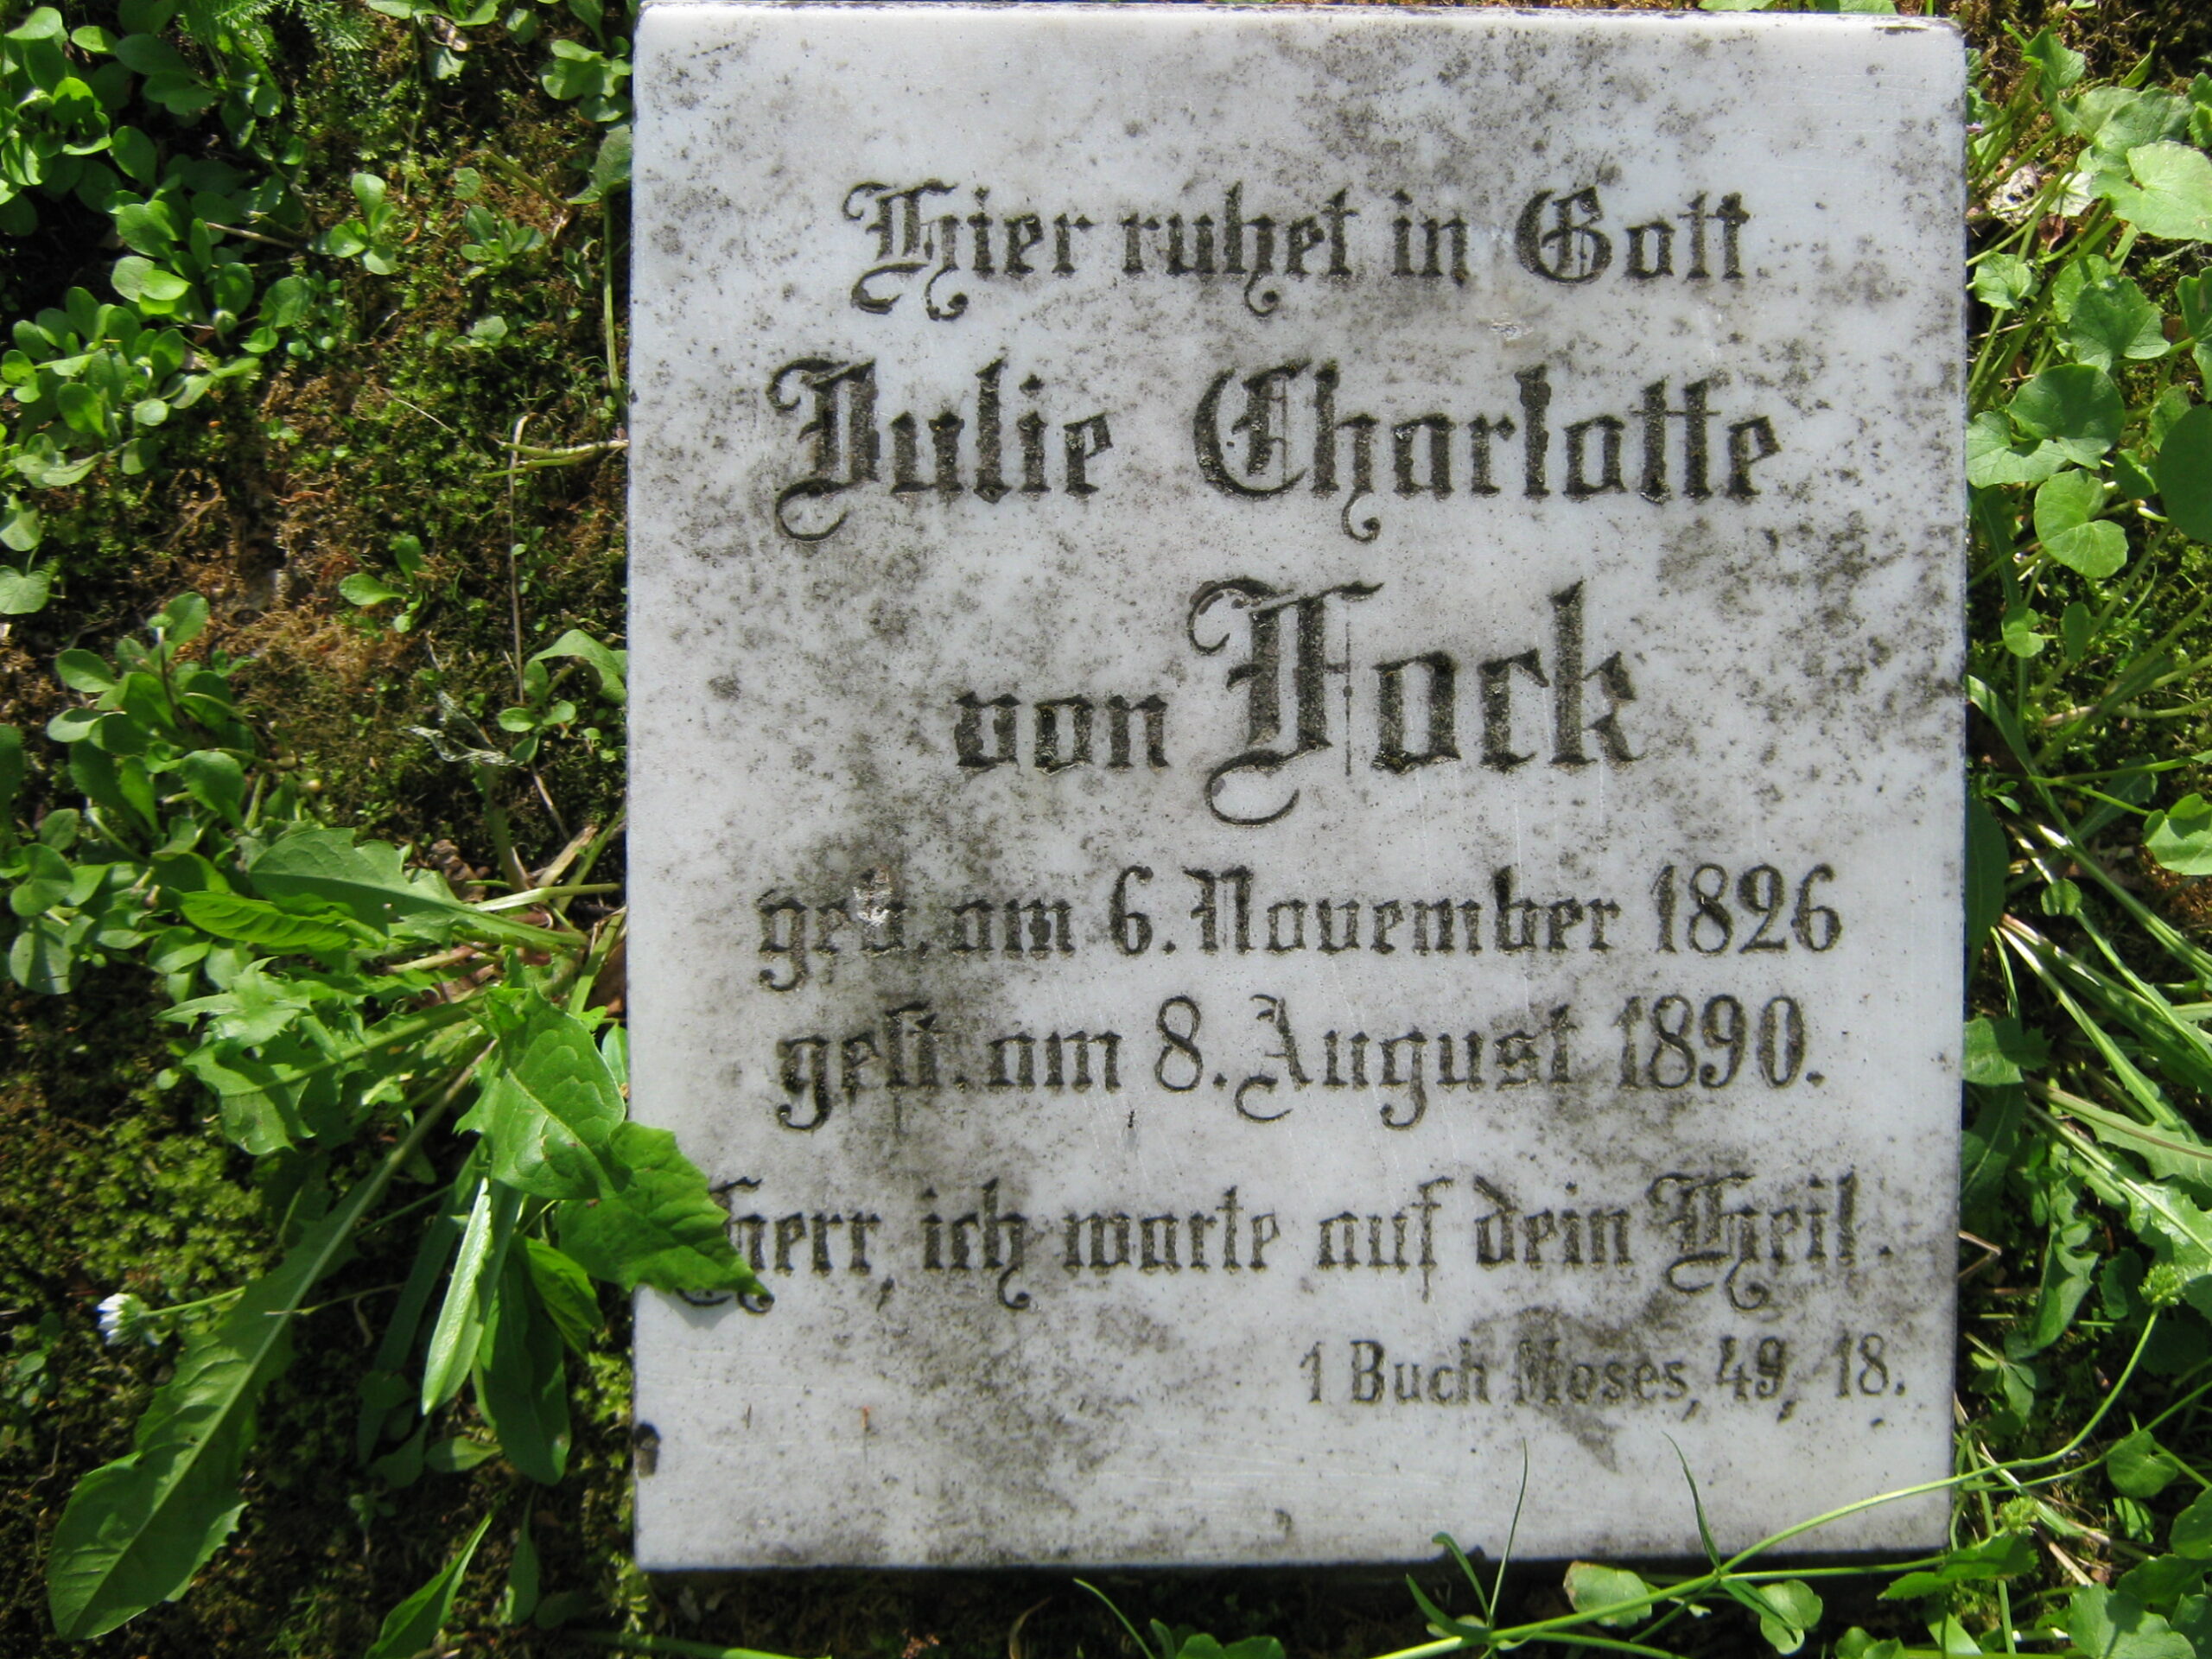 Hier ruhet in Gott
Julie Charlotte
von Fock
geb. am 6. November 1826
gest. am 8. August 1890.
Herr, ich warte auf dein Heil.
1 Buch Moses, 49, 18.